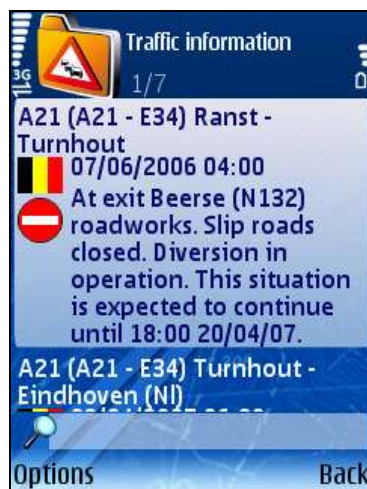 Traffic information
3G
1/7
A21 (A21 - E34) Ranst -
Turnhout
07/06/2006 04:00
At exit Beerse (N132)
roadworks. Slip roads
closed. Diversion in
operation. This situation
is expected to continue
until 18:00 20/04/07.
A21 (A21 - E34) Turnhout -
Eindhoven (Nl)
Options
Back